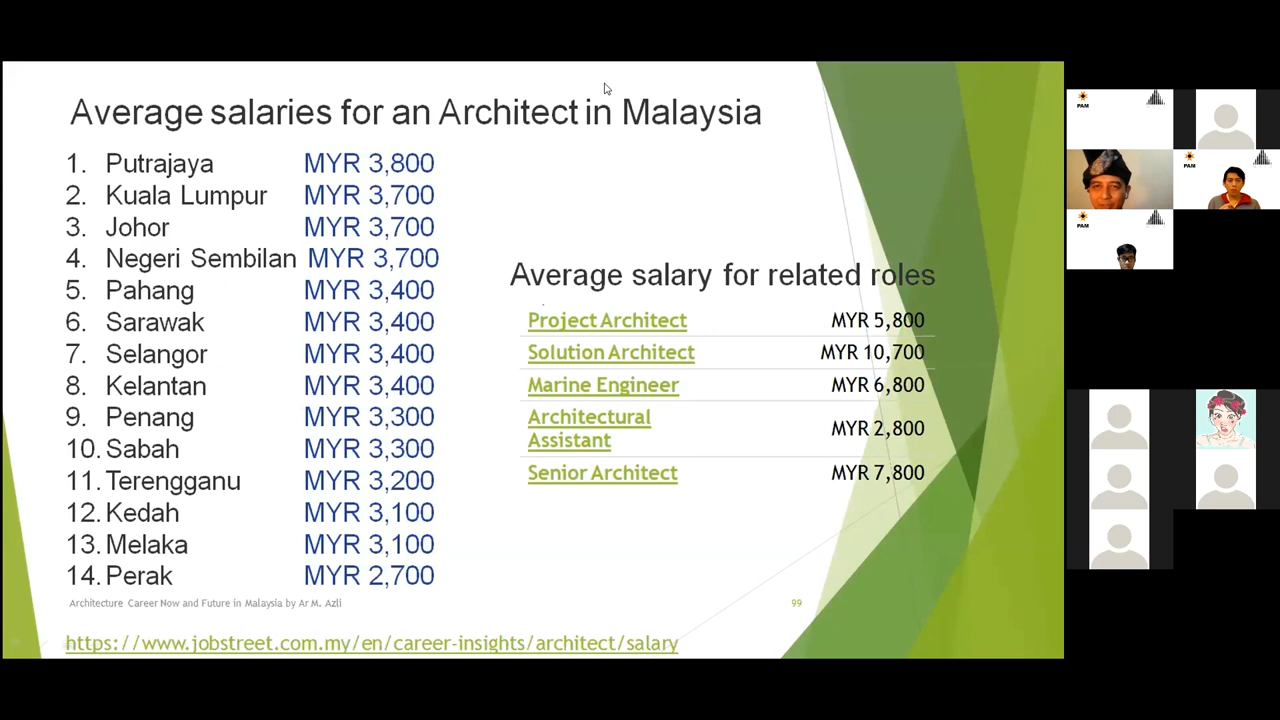 Average salaries for an Architect in Malaysia
1. Putrajaya MYR 3,800
2. Kuala Lumpur MYR 3,700
3. Johor MYR 3,700
4. Negeri Sembilan MYR 3,700
5. Pahang MYR 3,400
6. Sarawak MYR 3,400
7. Selangor MYR 3,400
8. Kelantan MYR 3,400
9. Penang MYR 3,300
10. Sabah MYR 3,300
11. Terengganu MYR 3,200
12. Kedah MYR 3,100
13. Melaka MYR 3,100
14. Perak MYR 2,700
Average salary for related roles
Project Architect MYR 5,800
Solution Architect MYR 10,700
Marine Engineer MYR 6,800
Architectural
Assistant MYR 2,800
Senior Architect MYR 7,800
Architecture Career Now and Future in Malaysia by Ar M. Azli
99
https://www.jobstreet.com.my/en/career-insights/architect/salary
PAM
PAM
PAM